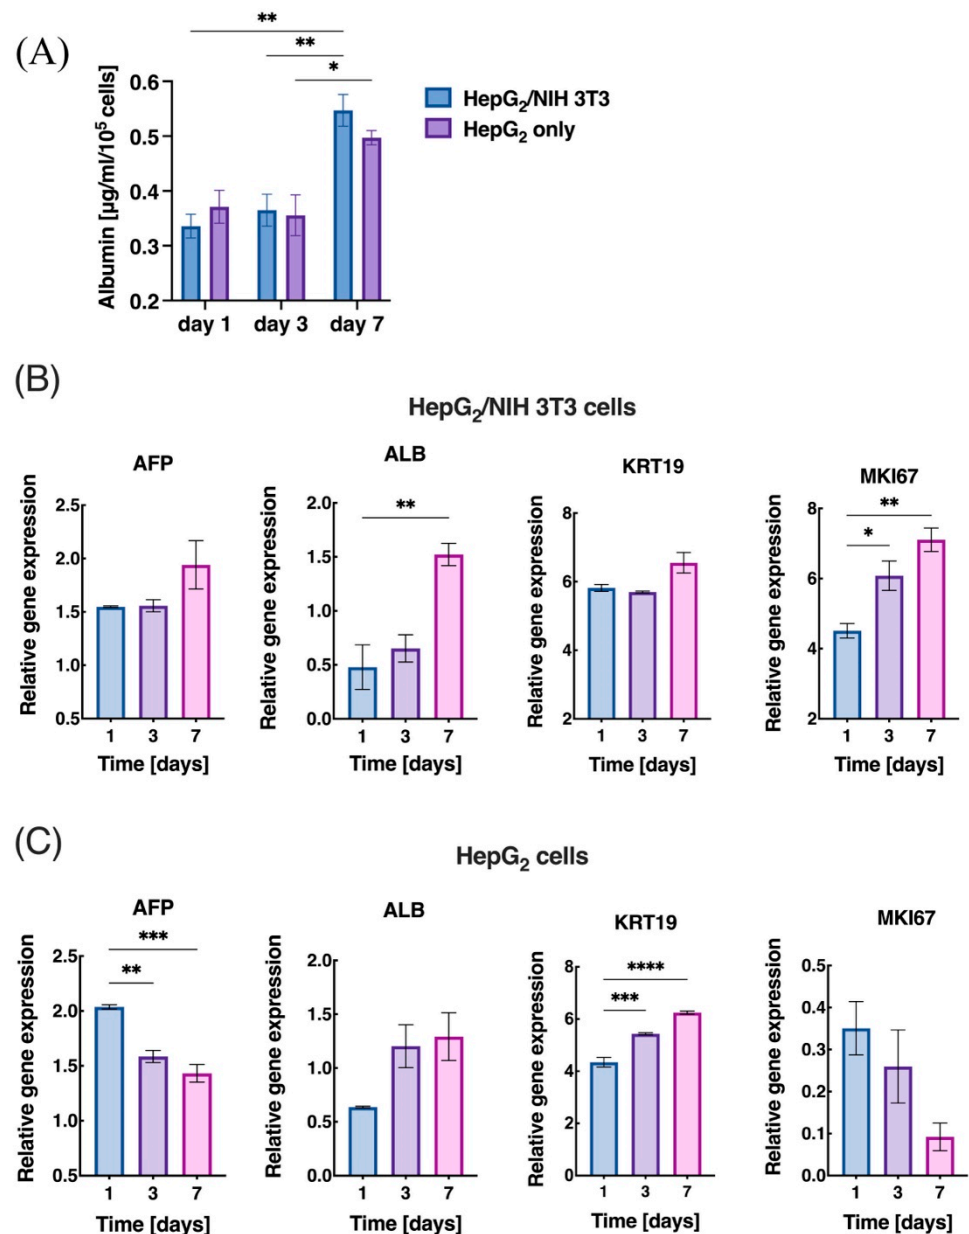 (A)
**
**
*
0.6
0.5
0.4
0.3
0.2
Albumin [µg/ml/10⁵ cells]
day 1 day 3 day 7
HepG₂/NIH 3T3
HepG₂ only
(B)
HepG₂/NIH 3T3 cells
AFP
Relative gene expression
2.5
2.0
1.5
1.0
0.5
1 3 7
Time [days]
ALB
**
Relative gene expression
2.0
1.5
1.0
0.5
0.0
1 3 7
Time [days]
KRT19
Relative gene expression
8
6
4
2
1 3 7
Time [days]
MKI67
**
*
Relative gene expression
8
6
4
2
1 3 7
Time [days]
(C)
HepG₂ cells
AFP
***
**
Relative gene expression
2.5
2.0
1.5
1.0
0.5
1 3 7
Time [days]
ALB
Relative gene expression
2.0
1.5
1.0
0.5
0.0
1 3 7
Time [days]
KRT19
****
***
Relative gene expression
8
6
4
2
0
1 3 7
Time [days]
MKI67
Relative gene expression
0.5
0.4
0.3
0.2
0.1
0.0
1 3 7
Time [days]